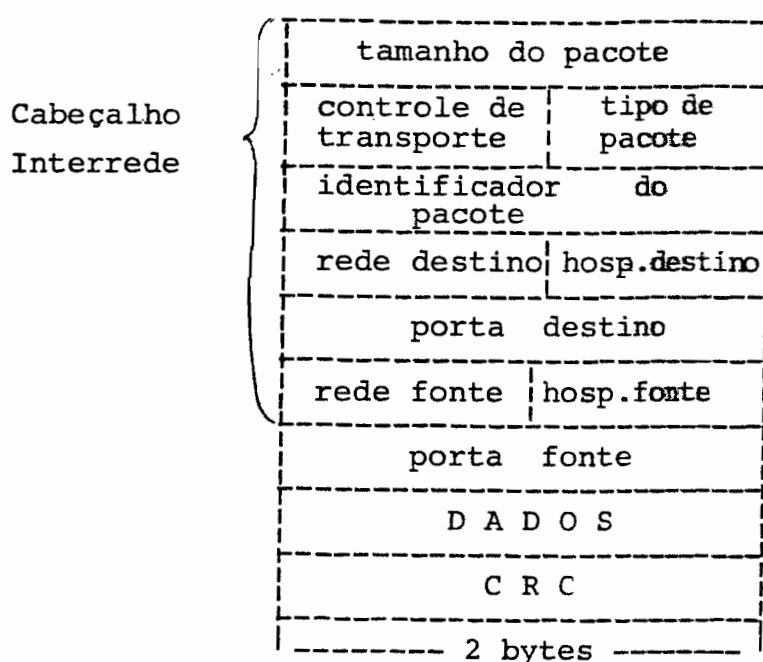 tamanho do pacote
Cabeçalho
Interrede
controle de transporte
tipo de pacote
identificador do
pacote
rede destino hosp.destino
porta destino
rede fonte hosp.fonte
porta fonte
D A D O S
C R C
2 bytes